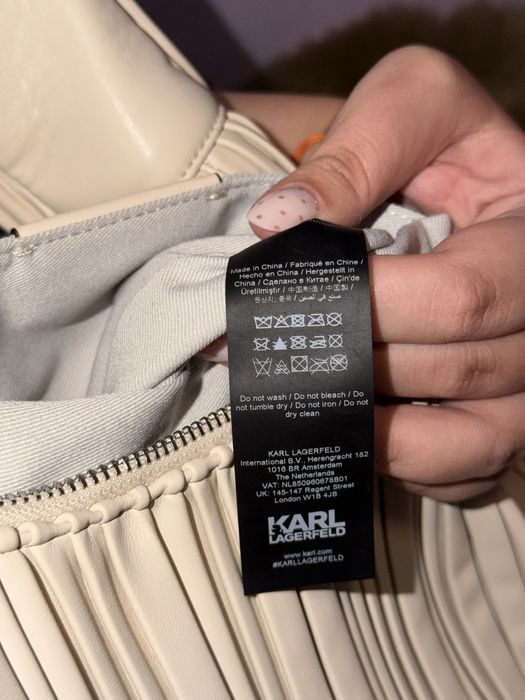 Made in China / Fabriqué en Chine /
Hecho en China / Hergestellt in
China / Сделано в Китае / Çin'de
Üretilmiştir / 中国制造 / 中国製 /
원산지: 중국 / صنع في الصين
Do not wash / Do not bleach / Do
not tumble dry / Do not iron / Do not
dry clean
KARL LAGERFELD
International B.V., Herengracht 182
1016 BR Amsterdam
The Netherlands
VAT: NL850960678B01
UK: 145-147 Regent Street
London W1B 4JB
KARL
LAGERFELD
www.karl.com
#KARLLAGERFELD